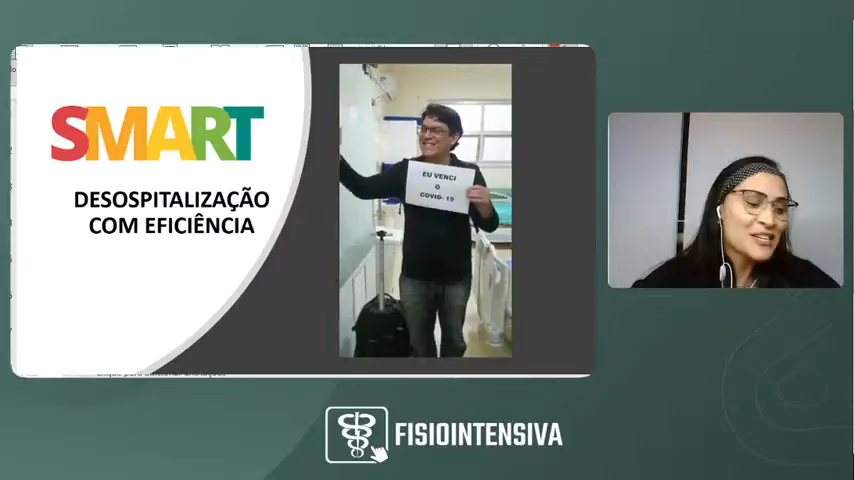 SMART
DESOSPITALIZAÇÃO
COM EFICIÊNCIA
EU VENCI
O
COVID-19
FISIOINTENSIVA